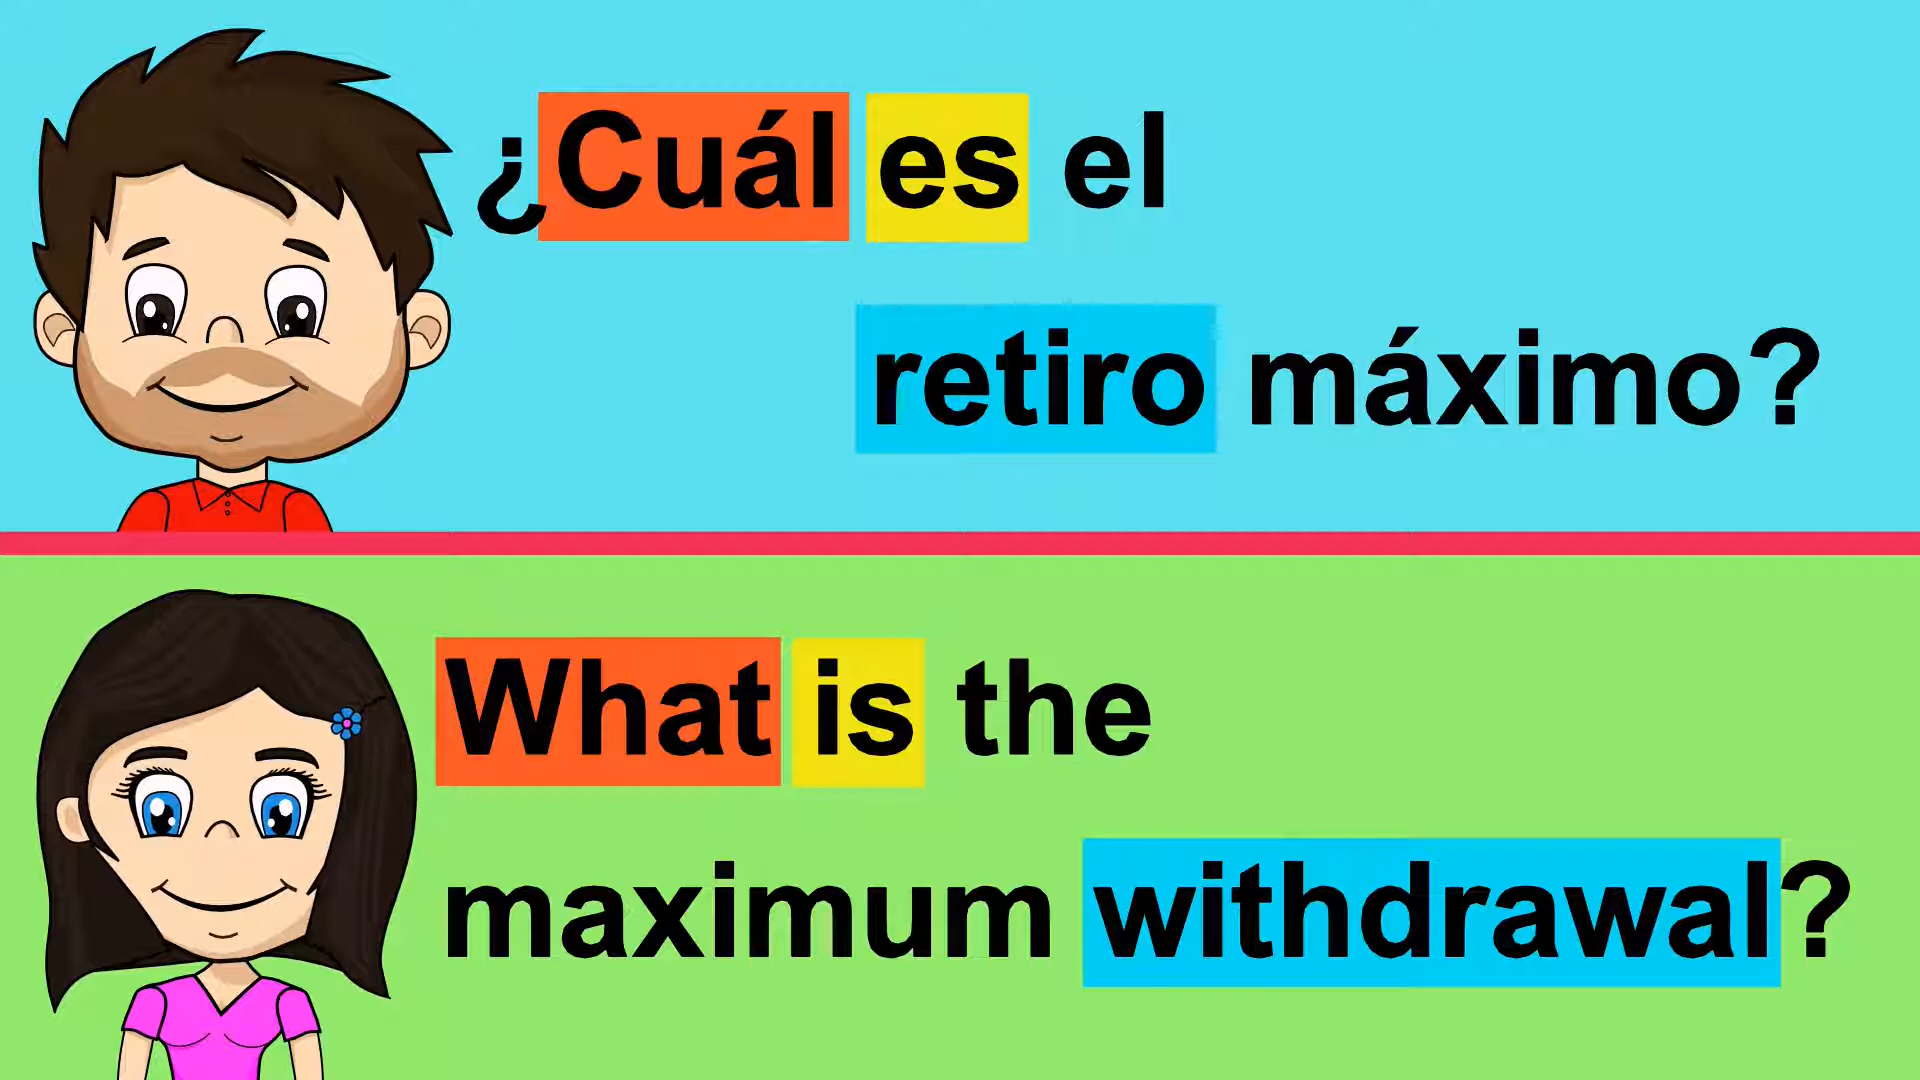 ¿Cuál es el
retiro máximo?
What is the
maximum withdrawal?